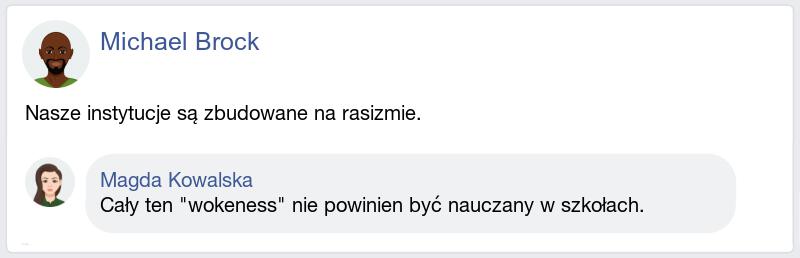 Michael Brock
Nasze instytucje są zbudowane na rasizmie.
Magda Kowalska
Cały ten "wokeness" nie powinien być nauczany w szkołach.